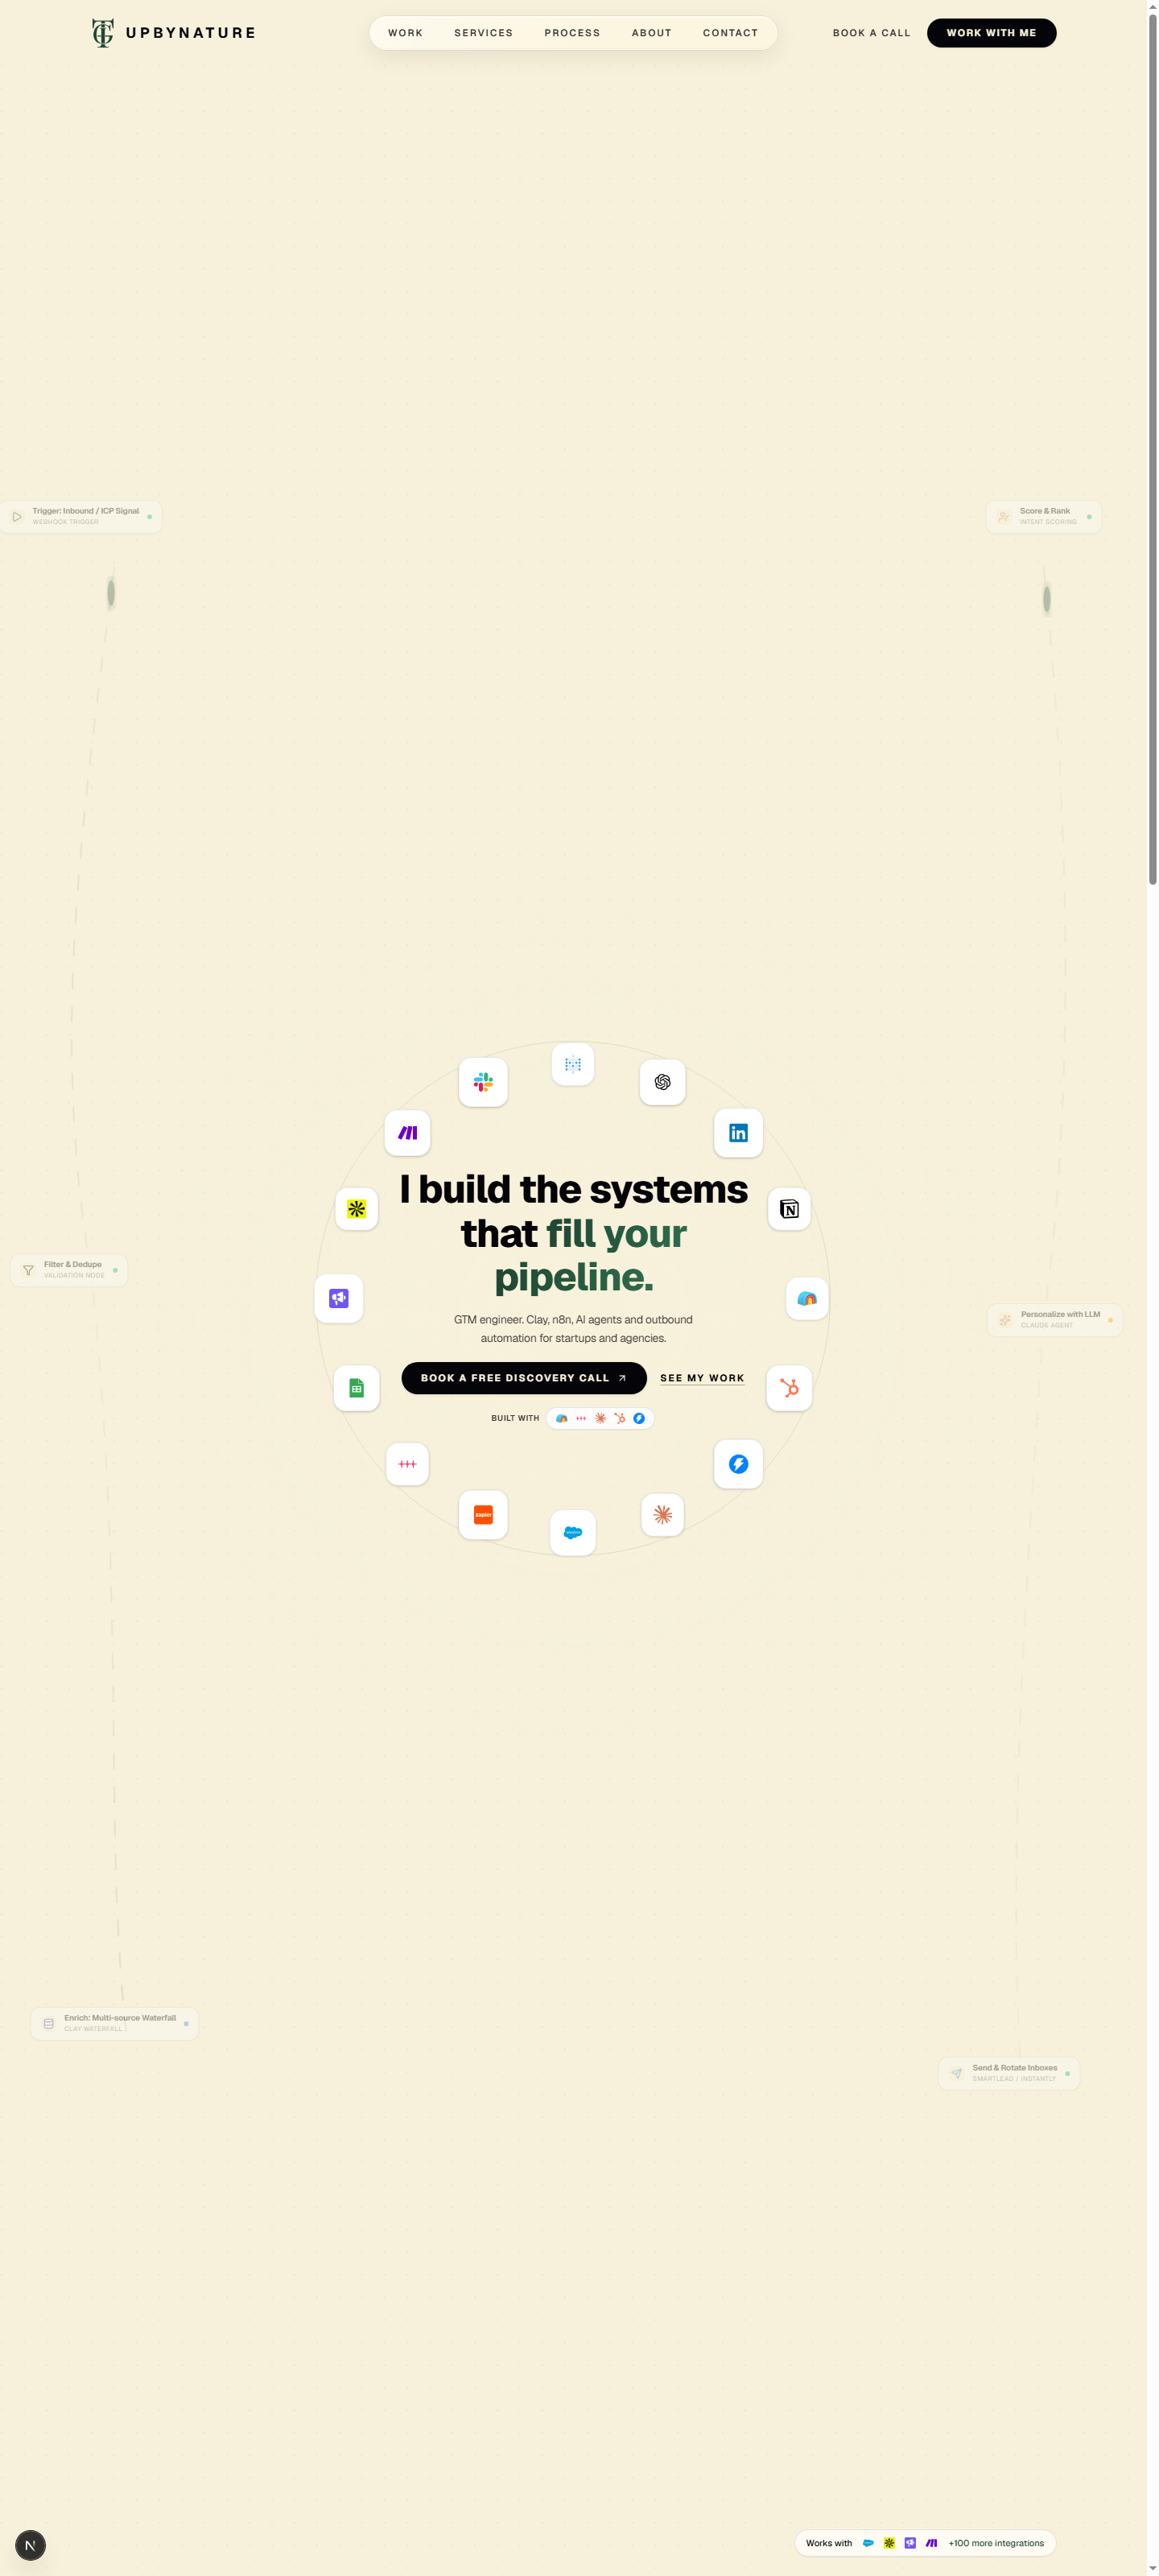 UPBYNATURE
WORK SERVICES PROCESS ABOUT CONTACT
BOOK A CALL
WORK WITH ME
Trigger: Inbound / ICP Signal
WEBHOOK TRIGGER
Score & Rank
INTENT SCORING
I build the systems
that fill your
pipeline.
GTM engineer. Clay, n8n, AI agents and outbound
automation for startups and agencies.
BOOK A FREE DISCOVERY CALL
SEE MY WORK
BUILT WITH
Filter & Dedupe
VALIDATION NODE
Personalize with LLM
CLAUDE AGENT
zapier
Enrich: Multi-source Waterfall
CLAY WATERFALL
Send & Rotate Inboxes
SMARTLEAD / INSTANTLY
Works with
+100 more integrations